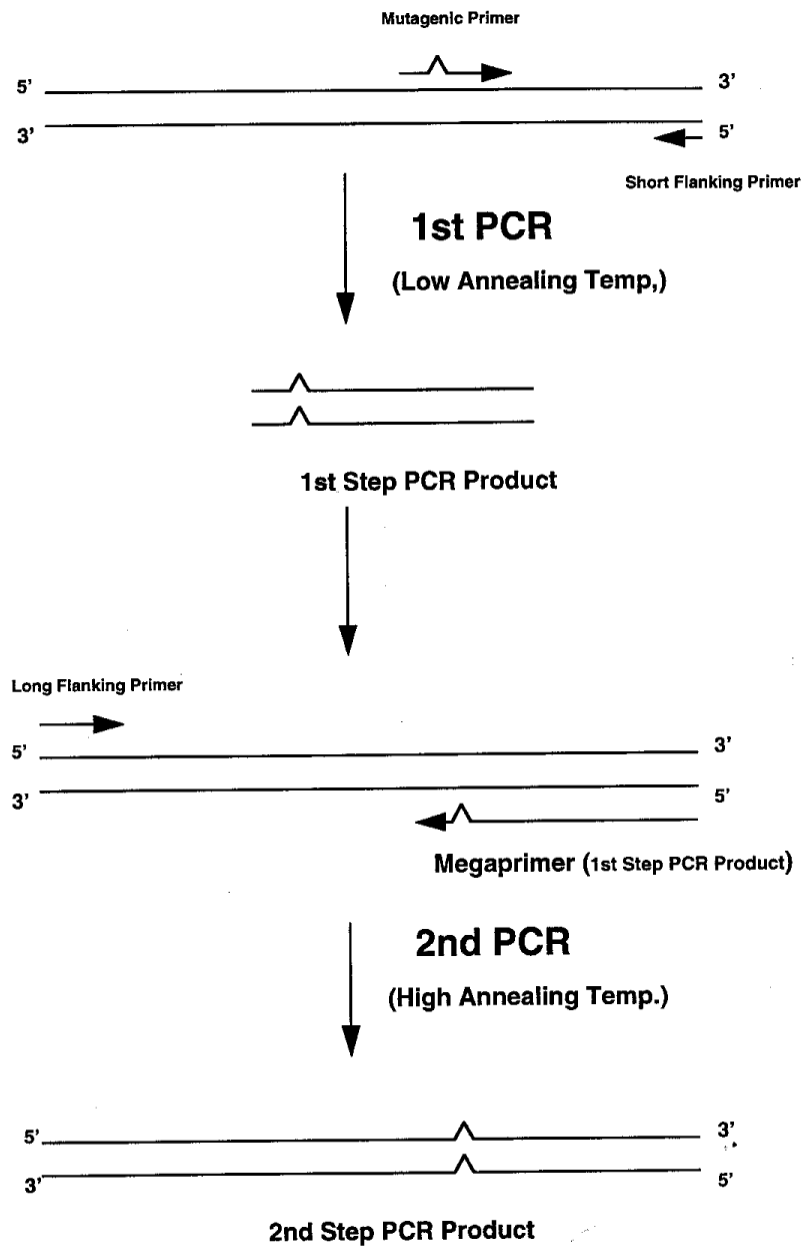 Mutagenic Primer
5’
3’
3’
5’
Short Flanking Primer
1st PCR
(Low Annealing Temp,)
1st Step PCR Product
Long Flanking Primer
5’
3’
3’
5’
Megaprimer (1st Step PCR Product)
2nd PCR
(High Annealing Temp.)
5’
3’
3’
5’
2nd Step PCR Product